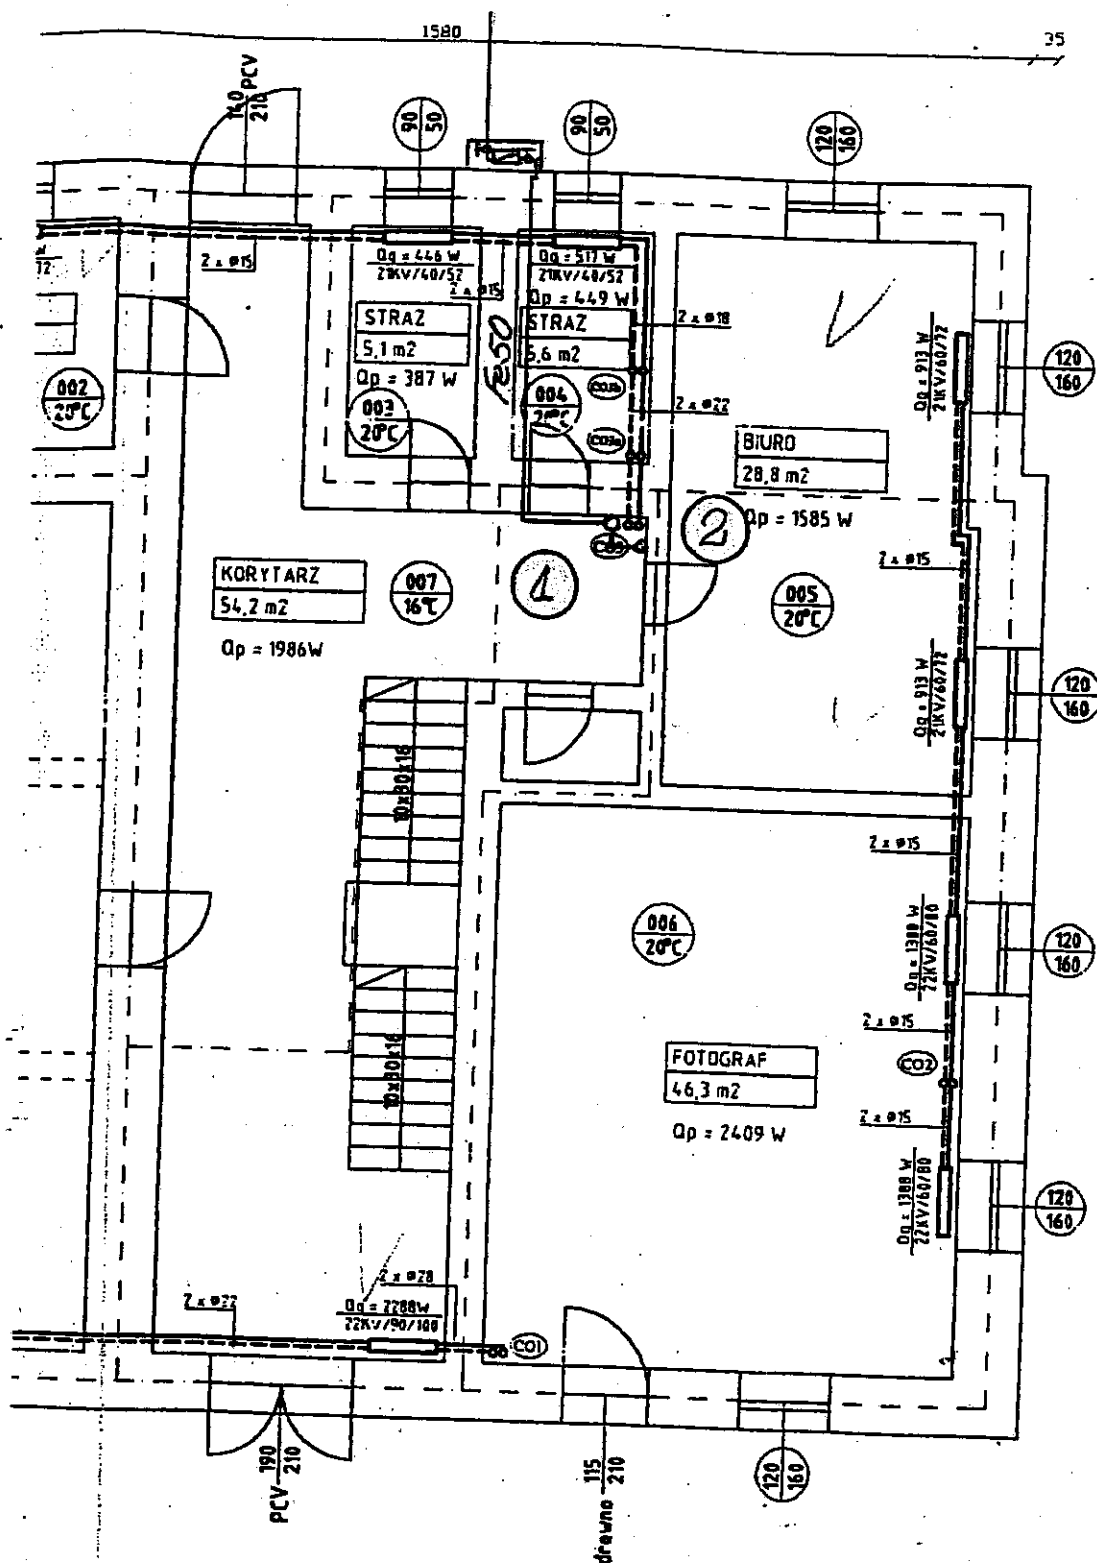 1580
35
140 PCV
210
90
50
90
50
120
160
2 x ø15
Qg = 446 W
21KV/40/52
2 x ø15
Qg = 517 W
21KV/40/52
Qp = 449 W
STRAZ
5,1 m2
Qp = 387 W
STRAZ
5,6 m2
2 x ø18
2 x ø22
002
20°C
003
20°C
004
20°C
BIURO
28,8 m2
Qp = 1585 W
Qg = 913 W
21KV/60/72
120
160
1
2
2 x ø15
KORYTARZ
54,2 m2
Qp = 1986W
007
16°C
005
20°C
Qg = 913 W
21KV/60/72
120
160
10x30x16
2 x ø15
006
20°C
Qg = 1388 W
22KV/60/80
120
160
2 x ø15
CO2
10x30x16
FOTOGRAF
46,3 m2
Qp = 2409 W
2 x ø15
Qg = 1388 W
22KV/60/80
120
160
2 x ø22
2 x ø28
Qg = 2288W
22KV/90/100
CO1
PCV 190
210
drewno 115
210
120
160